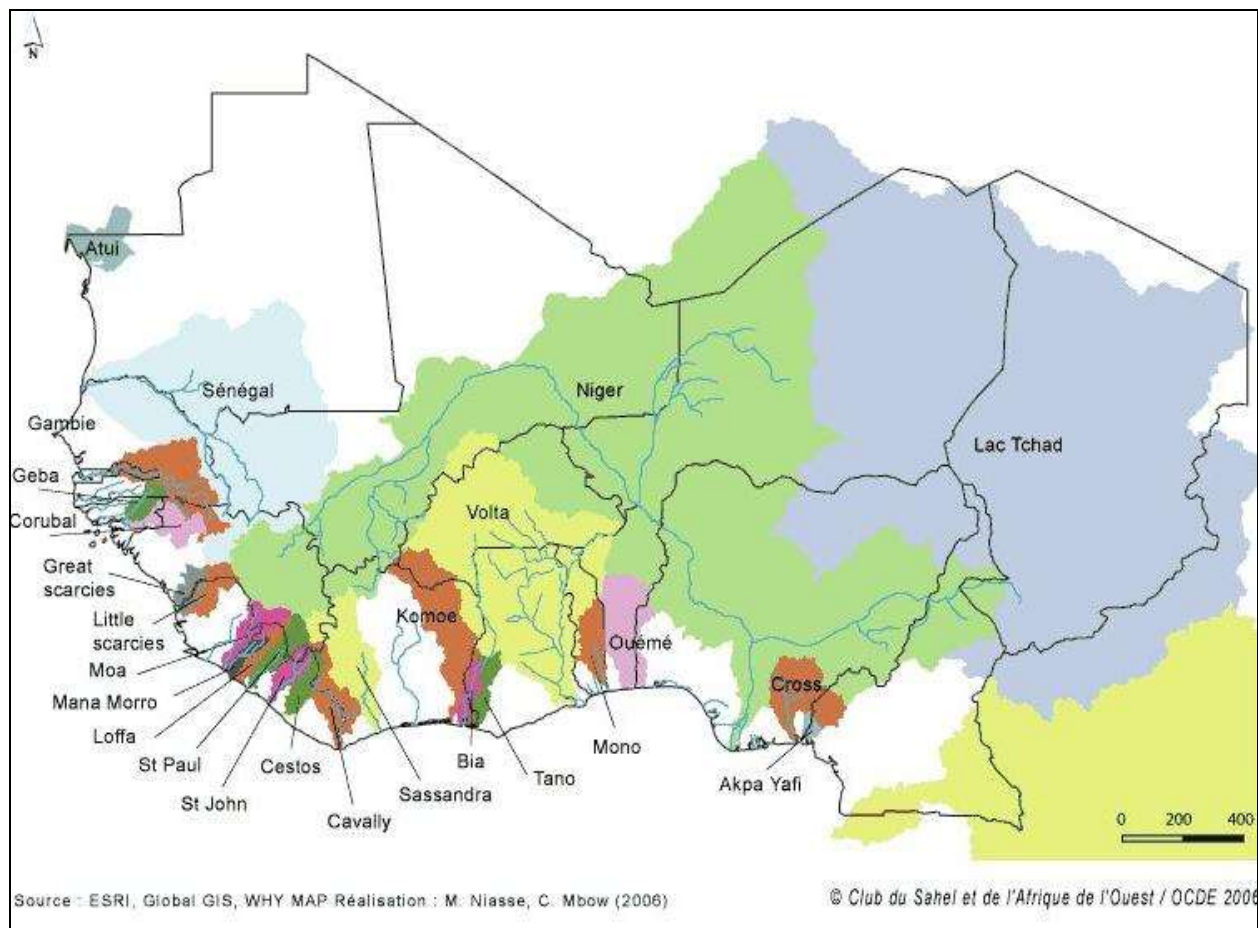 N
Atui
Sénégal
Niger
Gambie
Lac Tchad
Geba
Volta
Corubal
Great
scarcies
Komoe
Little
scarcies
Ouémé
Moa
Cross
Mana Morro
Loffa
St Paul
Cestos
Bia
Mono
Tano
Akpa Yafi
St John
Sassandra
Cavally
0 200 400
Source : ESRI, Global GIS, WHY MAP Réalisation : M. Niasse, C. Mbow (2006)
© Club du Sahel et de l'Afrique de l'Ouest / OCDE 2006